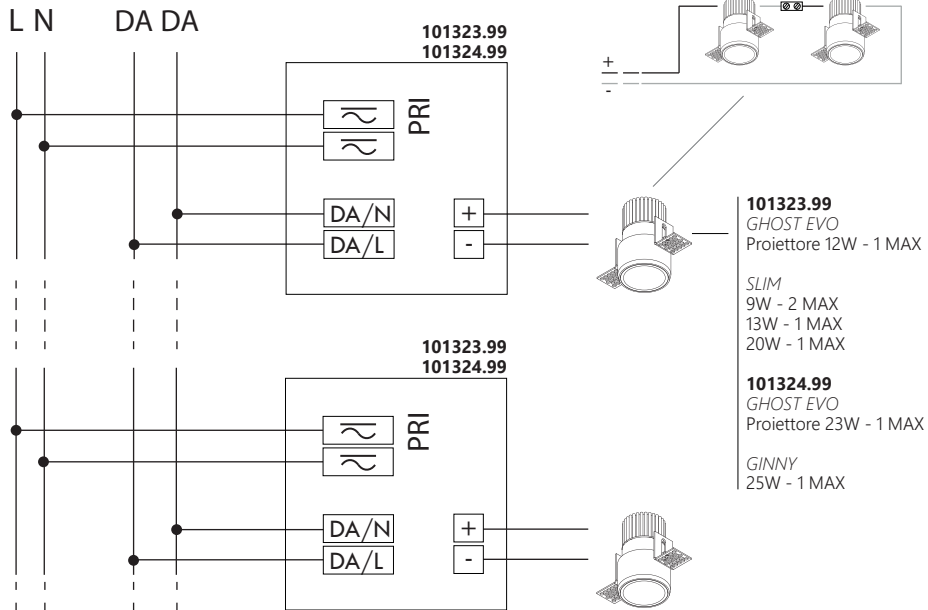 L N DA DA
101323.99
101324.99
PRI
DA/N
DA/L
+
-
+
-
101323.99
GHOST EVO
Proiettore 12W - 1 MAX
SLIM
9W - 2 MAX
13W - 1 MAX
20W - 1 MAX
101324.99
GHOST EVO
Proiettore 23W - 1 MAX
GINNY
25W - 1 MAX
101323.99
101324.99
PRI
DA/N
DA/L
+
-